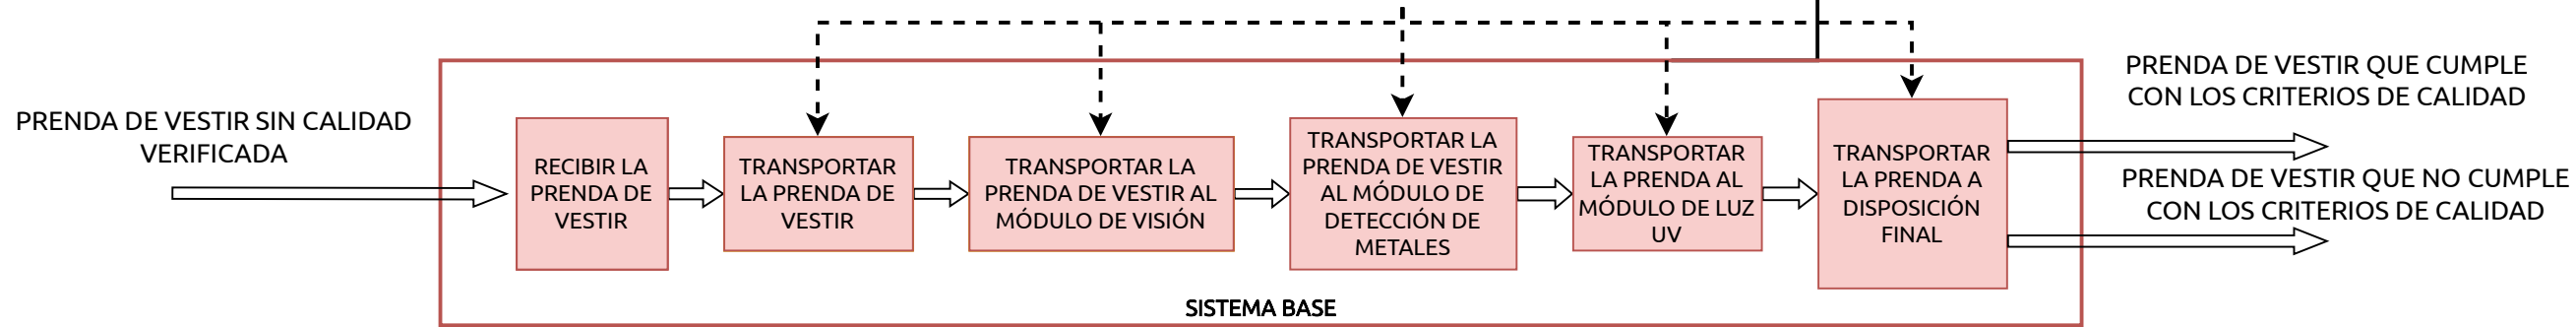 PRENDA DE VESTIR SIN CALIDAD
VERIFICADA
RECIBIR LA
PRENDA DE
VESTIR
TRANSPORTAR
LA PRENDA DE
VESTIR
TRANSPORTAR LA
PRENDA DE VESTIR AL
MÓDULO DE VISIÓN
TRANSPORTAR LA
PRENDA DE VESTIR
AL MÓDULO DE
DETECCIÓN DE
METALES
TRANSPORTAR
LA PRENDA AL
MÓDULO DE LUZ
UV
TRANSPORTAR
LA PRENDA A
DISPOSICIÓN
FINAL
PRENDA DE VESTIR QUE CUMPLE
CON LOS CRITERIOS DE CALIDAD
PRENDA DE VESTIR QUE NO CUMPLE
CON LOS CRITERIOS DE CALIDAD
SISTEMA BASE